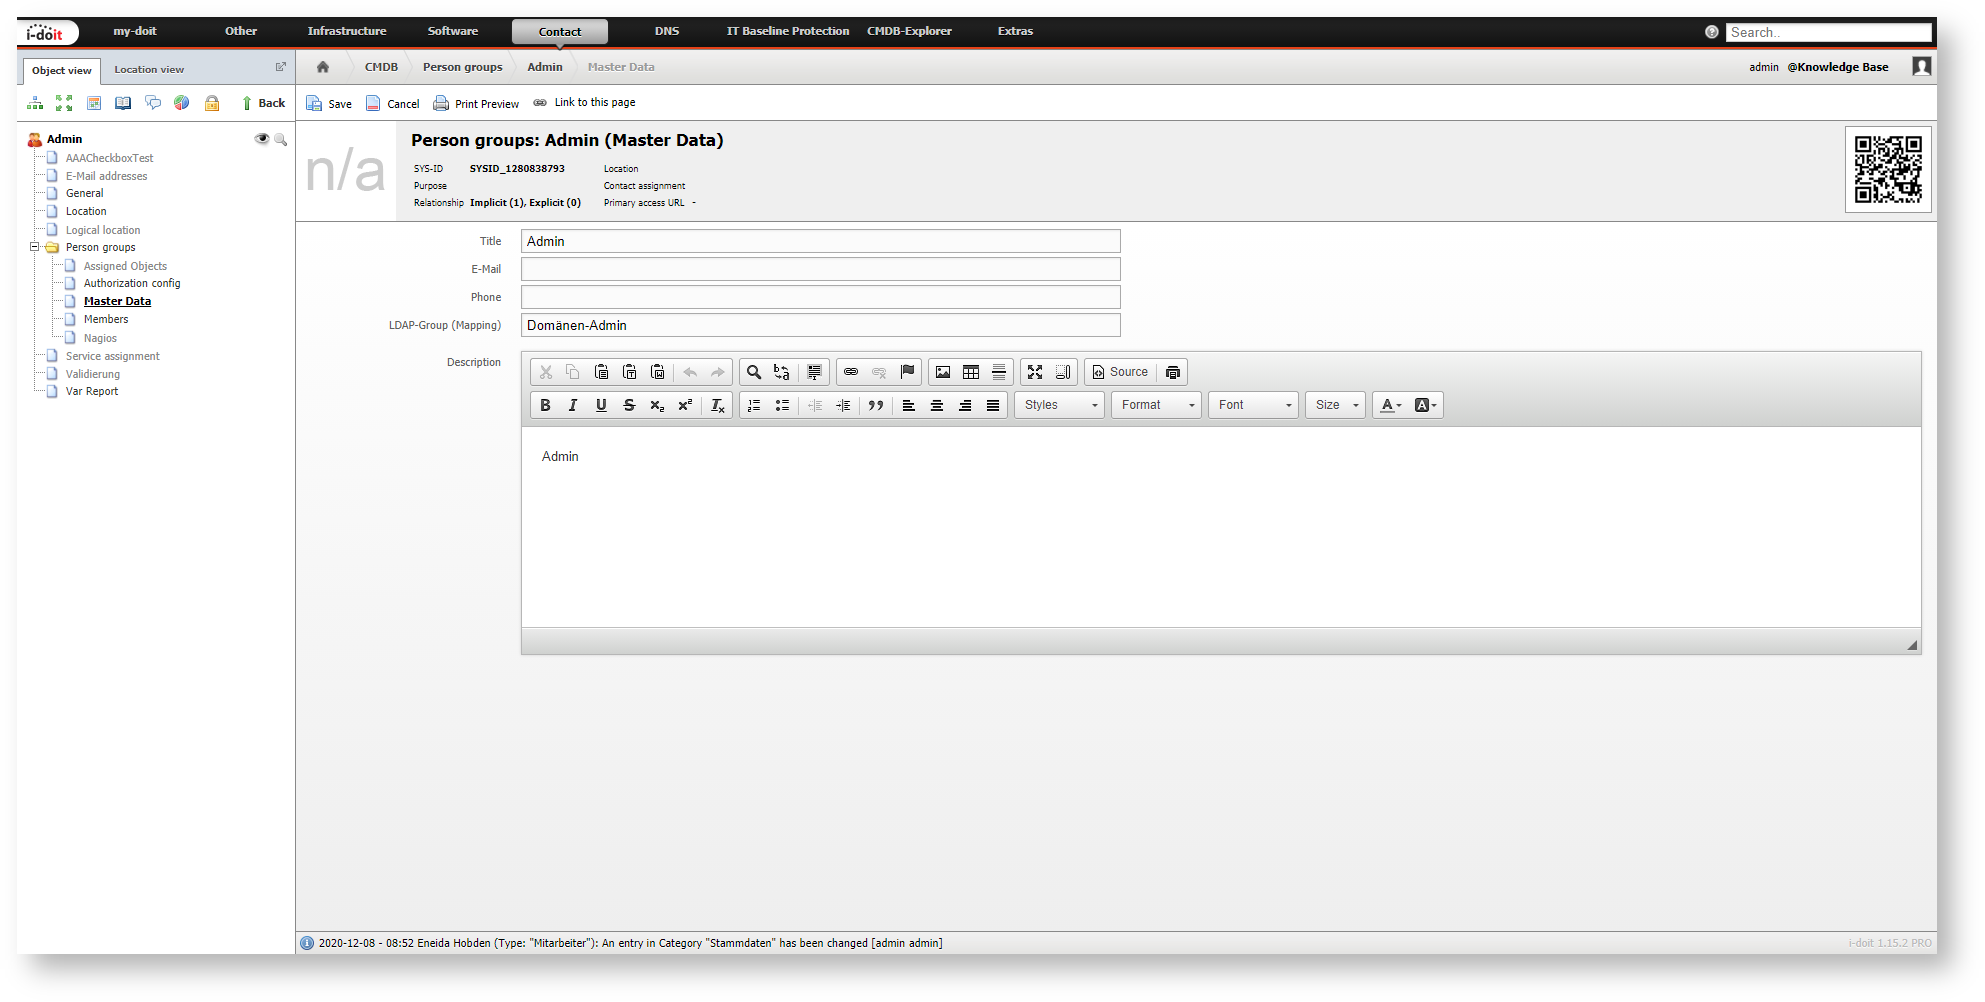 i-doit my-doit Other Infrastructure Software Contact DNS IT Baseline Protection CMDB-Explorer Extras Search..
Object view Location view CMDB Person groups Admin Master Data admin @Knowledge Base
Back Save Cancel Print Preview Link to this page
Admin
AAACheckboxTest
E-Mail addresses
General
Location
Logical location
Person groups
Assigned Objects
Authorization config
Master Data
Members
Nagios
Service assignment
Validierung
Var Report
n/a
Person groups: Admin (Master Data)
SYS-ID SYSID_1280838793 Location
Purpose Contact assignment
Relationship Implicit (1), Explicit (0) Primary access URL -
Title Admin
E-Mail
Phone
LDAP-Group (Mapping) Domänen-Admin
Description
Source
Styles Format Font Size
Admin
2020-12-08 - 08:52 Eneida Hobden (Type: "Mitarbeiter"): An entry in Category "Stammdaten" has been changed [admin admin] i-doit 1.15.2 PRO